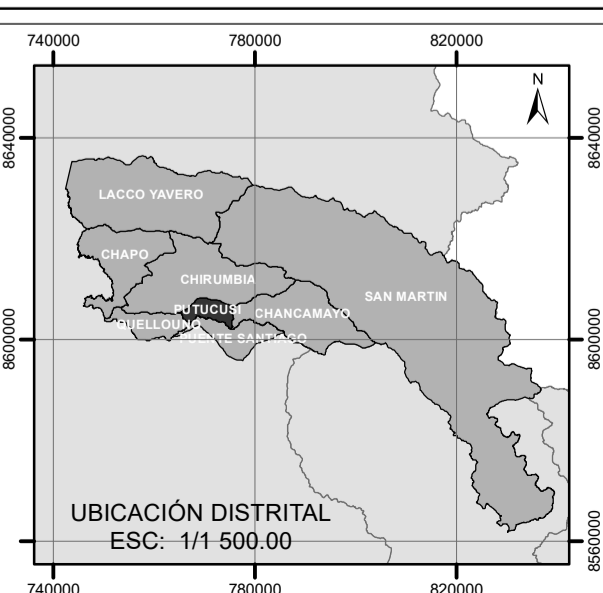 740000 780000 820000
N
8640000 8640000
LACCO YAVERO
CHAPO
CHIRUMBIA
SAN MARTIN
PUTUCUSI
CHANCAMAYO
QUELLOUNO
PUENTE SANTIAGO
8600000 8600000
UBICACIÓN DISTRITAL
ESC: 1/1 500.00
8560000
740000 780000 820000